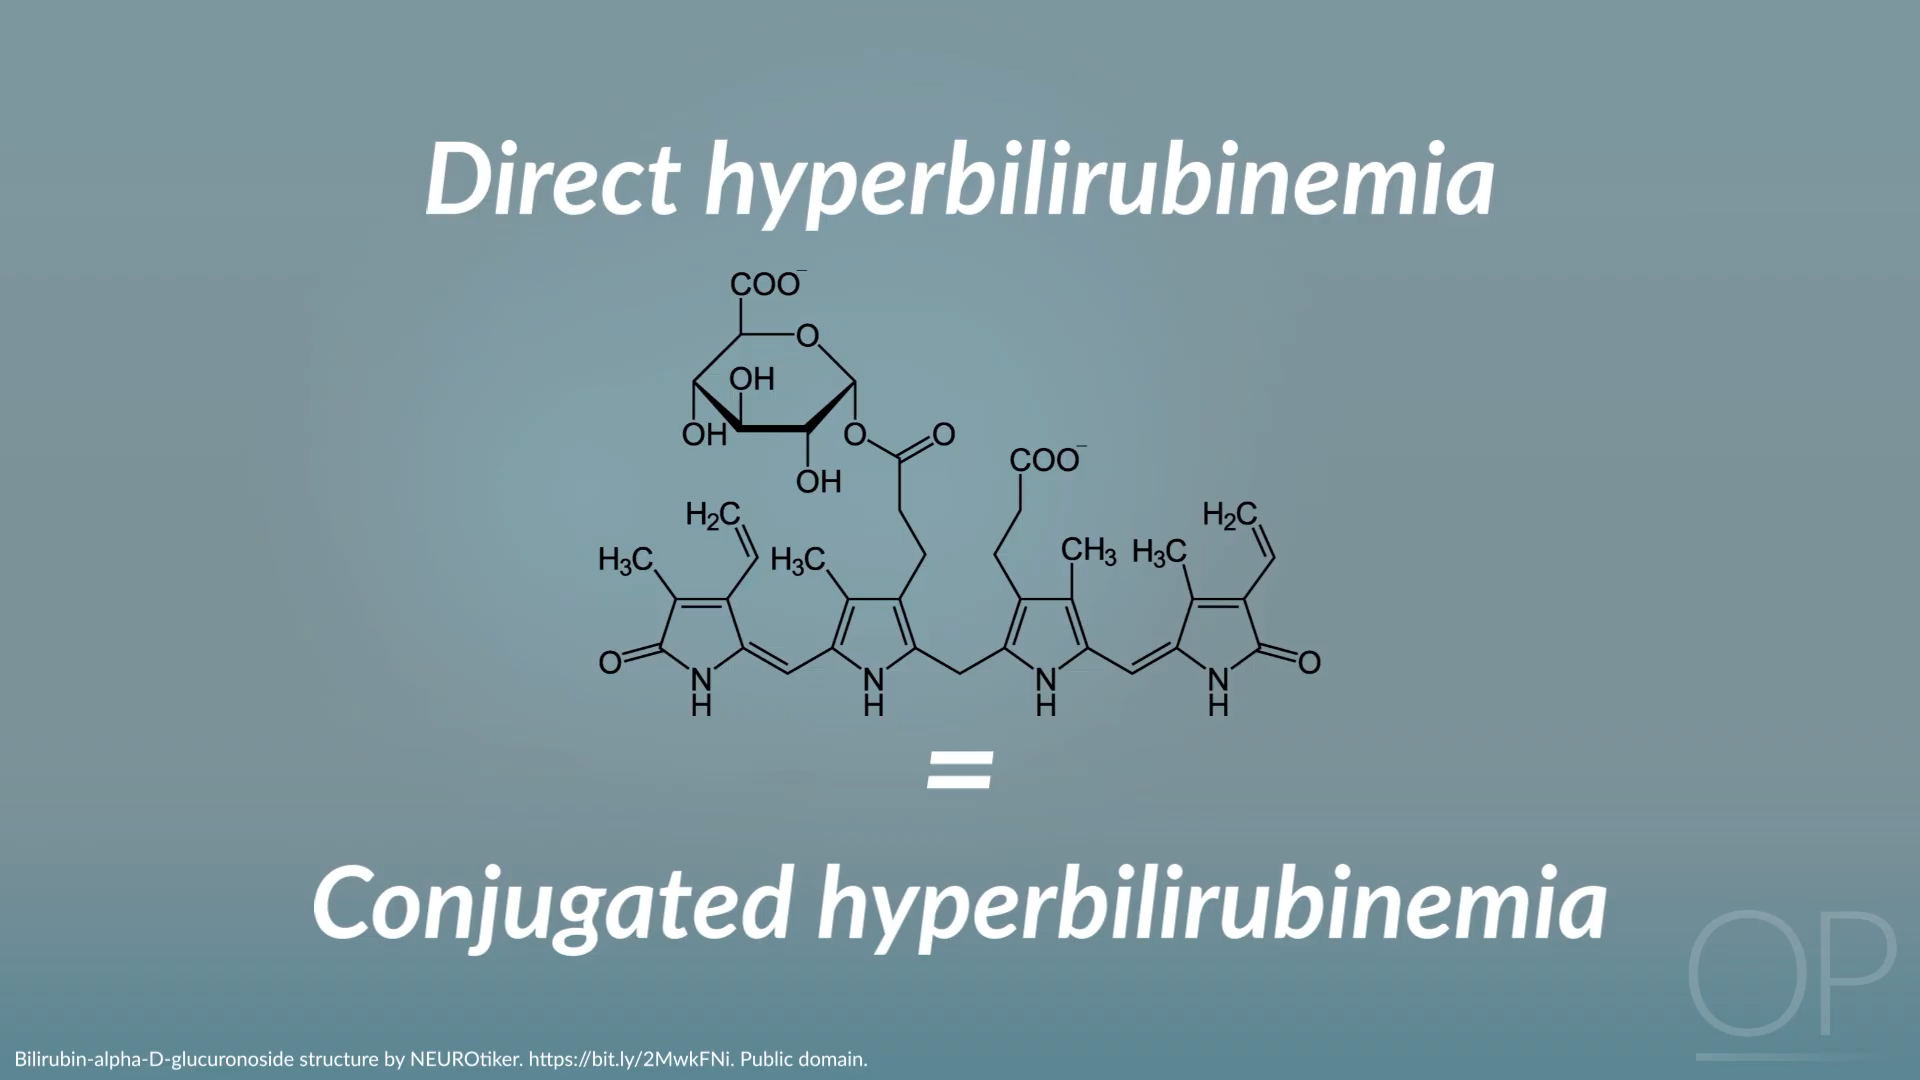 Direct hyperbilirubinemia
COO⁻
O
OH
OH
O
O
OH
COO⁻
H₂C
H₂C
H₃C
H₃C
CH₃
H₃C
O
N
H
N
H
N
H
N
H
O
=
Conjugated hyperbilirubinemia
OP
Bilirubin-alpha-D-glucuronoside structure by NEUROtiker. https://bit.ly/2MwkFNi. Public domain.